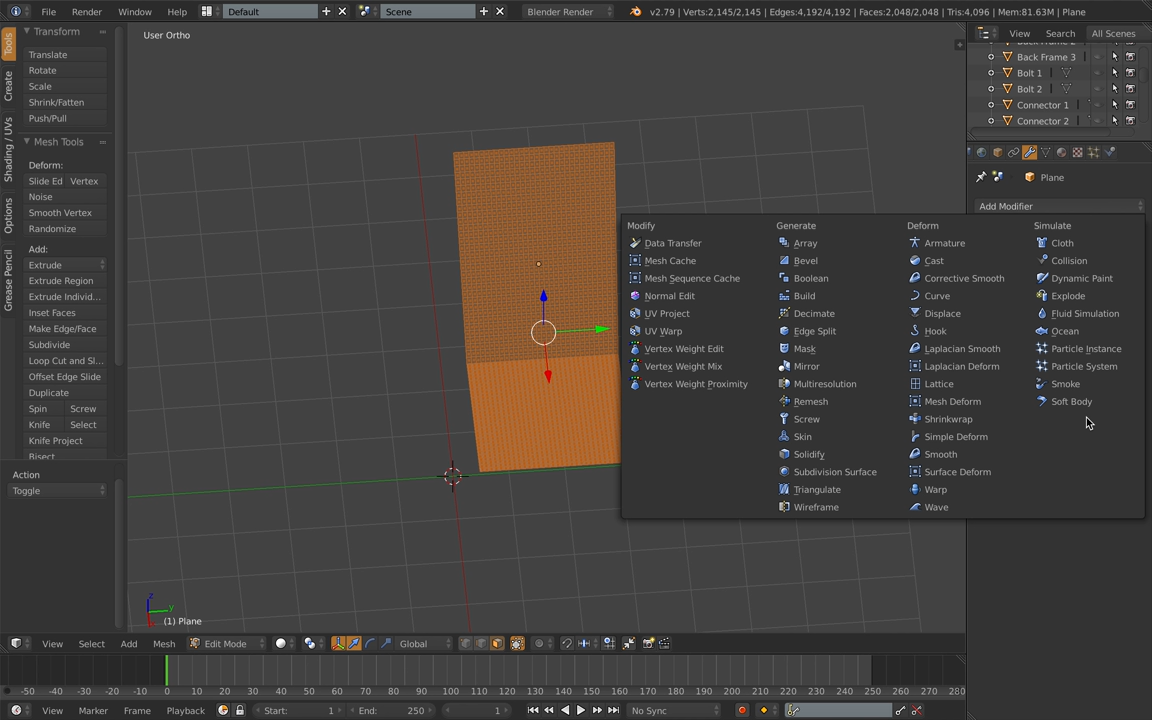 File Render Window Help Default Scene Blender Render v2.79 | Verts:2,145/2,145 | Edges:4,192/4,192 | Faces:2,048/2,048 | Tris:4,096 | Mem:81.63M | Plane
Tools
Create
Shading / UVs
Options
Grease Pencil
Transform
Translate
Rotate
Scale
Shrink/Fatten
Push/Pull
Mesh Tools
Deform:
Slide Ed Vertex
Noise
Smooth Vertex
Randomize
Add:
Extrude
Extrude Region
Extrude Individ...
Inset Faces
Make Edge/Face
Subdivide
Loop Cut and Sl...
Offset Edge Slide
Duplicate
Spin Screw
Knife Select
Knife Project
Bisect
Action
Toggle
User Ortho
z
y
(1) Plane
View Search All Scenes
Back Frame 2
Back Frame 3
Bolt 1
Bolt 2
Connector 1
Connector 2
Plane
Add Modifier
Modify
Data Transfer
Mesh Cache
Mesh Sequence Cache
Normal Edit
UV Project
UV Warp
Vertex Weight Edit
Vertex Weight Mix
Vertex Weight Proximity
Generate
Array
Bevel
Boolean
Build
Decimate
Edge Split
Mask
Mirror
Multiresolution
Remesh
Screw
Skin
Solidify
Subdivision Surface
Triangulate
Wireframe
Deform
Armature
Cast
Corrective Smooth
Curve
Displace
Hook
Laplacian Smooth
Laplacian Deform
Lattice
Mesh Deform
Shrinkwrap
Simple Deform
Smooth
Surface Deform
Warp
Wave
Simulate
Cloth
Collision
Dynamic Paint
Explode
Fluid Simulation
Ocean
Particle Instance
Particle System
Smoke
Soft Body
View Select Add Mesh Edit Mode Global
-50 -40 -30 -20 -10 0 10 20 30 40 50 60 70 80 90 100 110 120 130 140 150 160 170 180 190 200 210 220 230 240 250 260 270 280
View Marker Frame Playback Start: 1 End: 250 1 No Sync